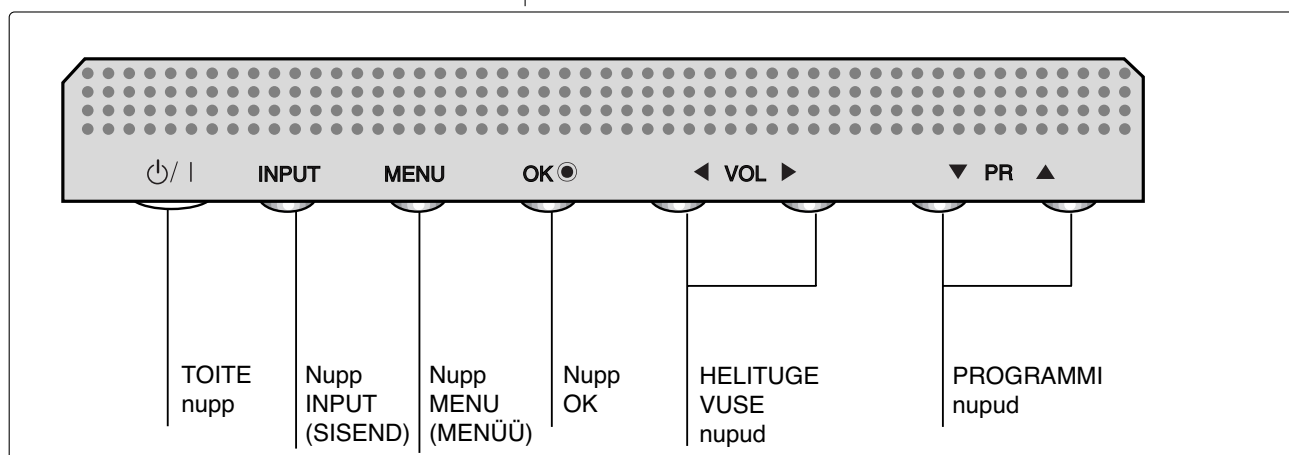 ⏻/ I INPUT MENU OK◉ ◀ VOL ▶ ▼ PR ▲
TOITE
nupp
Nupp
INPUT
(SISEND)
Nupp
MENU
(MENÜÜ)
Nupp
OK
HELITUGE
VUSE
nupud
PROGRAMMI
nupud